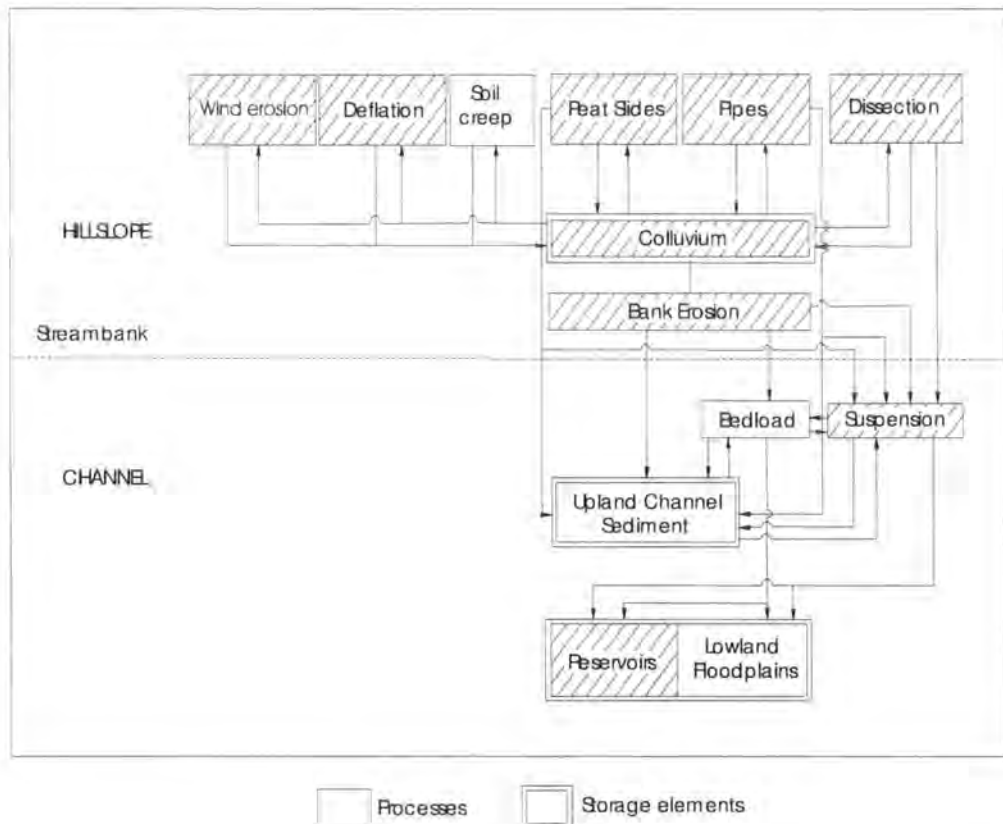 Wind erosion
Deflation
Soil
creep
Peat Slides
Pipes
Dissection
HILLSLOPE
Colluvium
Bank Erosion
Streambank
Bedload
Suspension
CHANNEL
Upland Channel
Sediment
Reservoirs
Lowland
Floodplains
Processes
Storage elements